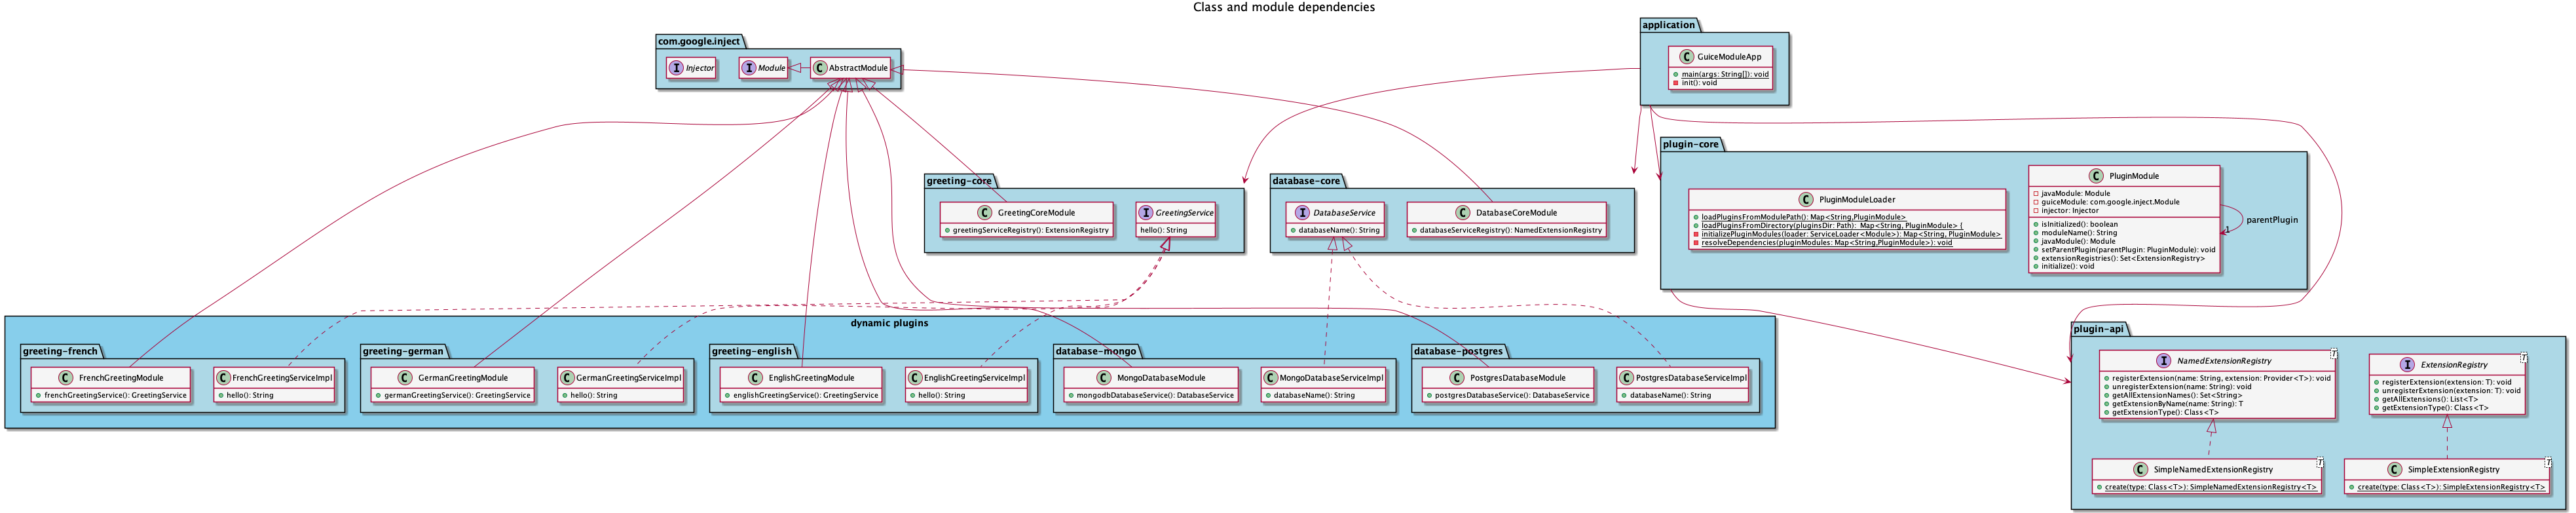 Class and module dependencies
com.google.inject
I Injector
I Module
C AbstractModule
application
C GuiceModuleApp
main(args: String[]): void
init(): void
plugin-core
C PluginModuleLoader
loadPluginsFromModulePath(): Map<String,PluginModule>
loadPluginsFromDirectory(pluginsDir: Path): Map<String, PluginModule> {
initializePluginModules(loader: ServiceLoader<Module>): Map<String, PluginModule>
resolveDependencies(pluginModules: Map<String,PluginModule>): void
C PluginModule
javaModule: Module
guiceModule: com.google.inject.Module
injector: Injector
isInitialized(): boolean
moduleName(): String
javaModule(): Module
setParentPlugin(parentPlugin: PluginModule): void
extensionRegistries(): Set<ExtensionRegistry>
initialize(): void
parentPlugin
1
greeting-core
C GreetingCoreModule
greetingServiceRegistry(): ExtensionRegistry
I GreetingService
hello(): String
database-core
I DatabaseService
databaseName(): String
C DatabaseCoreModule
databaseServiceRegistry(): NamedExtensionRegistry
dynamic plugins
greeting-french
C FrenchGreetingModule
frenchGreetingService(): GreetingService
C FrenchGreetingServiceImpl
hello(): String
greeting-german
C GermanGreetingModule
germanGreetingService(): GreetingService
C GermanGreetingServiceImpl
hello(): String
greeting-english
C EnglishGreetingModule
englishGreetingService(): GreetingService
C EnglishGreetingServiceImpl
hello(): String
database-mongo
C MongoDatabaseModule
mongodbDatabaseService(): DatabaseService
C MongoDatabaseServiceImpl
databaseName(): String
database-postgres
C PostgresDatabaseModule
postgresDatabaseService(): DatabaseService
C PostgresDatabaseServiceImpl
databaseName(): String
plugin-api
I NamedExtensionRegistry T
registerExtension(name: String, extension: Provider<T>): void
unregisterExtension(name: String): void
getAllExtensionNames(): Set<String>
getExtensionByName(name: String): T
getExtensionType(): Class<T>
I ExtensionRegistry T
registerExtension(extension: T): void
unregisterExtension(extension: T): void
getAllExtensions(): List<T>
getExtensionType(): Class<T>
C SimpleNamedExtensionRegistry T
create(type: Class<T>): SimpleNamedExtensionRegistry<T>
C SimpleExtensionRegistry T
create(type: Class<T>): SimpleExtensionRegistry<T>